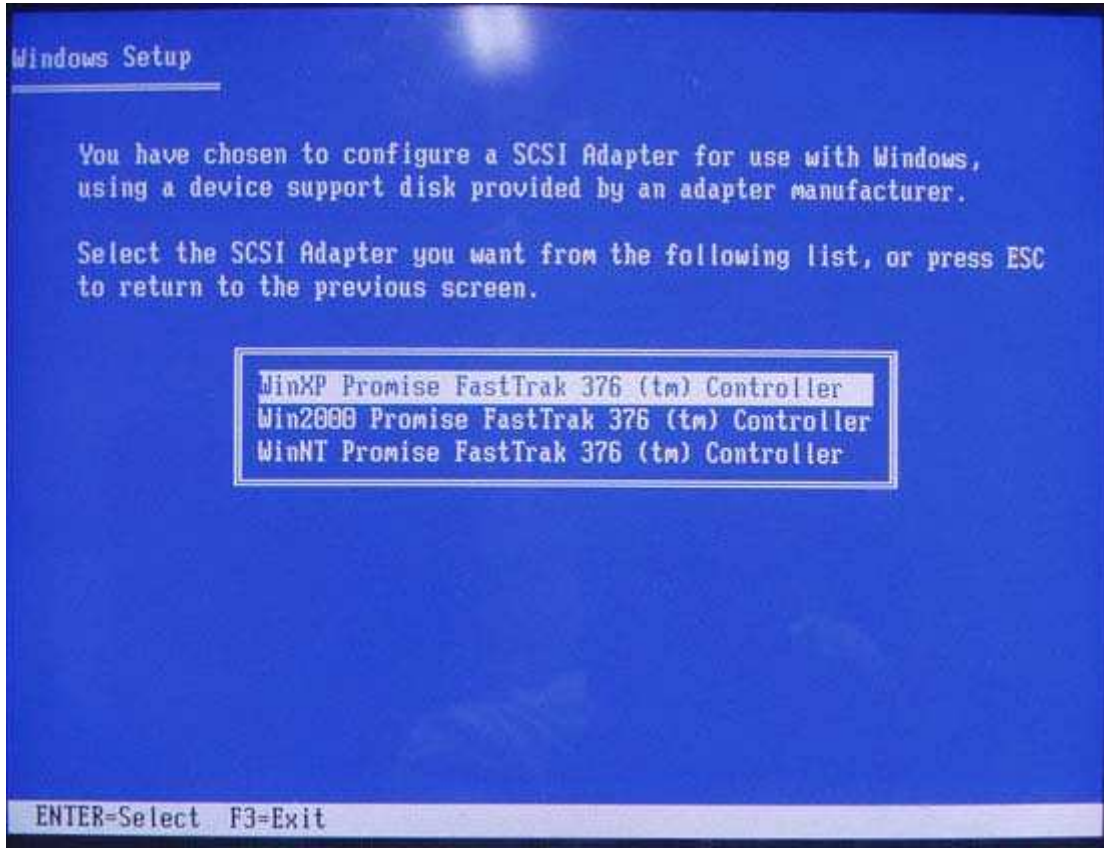 Windows Setup
You have chosen to configure a SCSI Adapter for use with Windows,
using a device support disk provided by an adapter manufacturer.
Select the SCSI Adapter you want from the following list, or press ESC
to return to the previous screen.
WinXP Promise FastTrak 376 (tm) Controller
Win2000 Promise FastTrak 376 (tm) Controller
WinNT Promise FastTrak 376 (tm) Controller
ENTER=Select F3=Exit